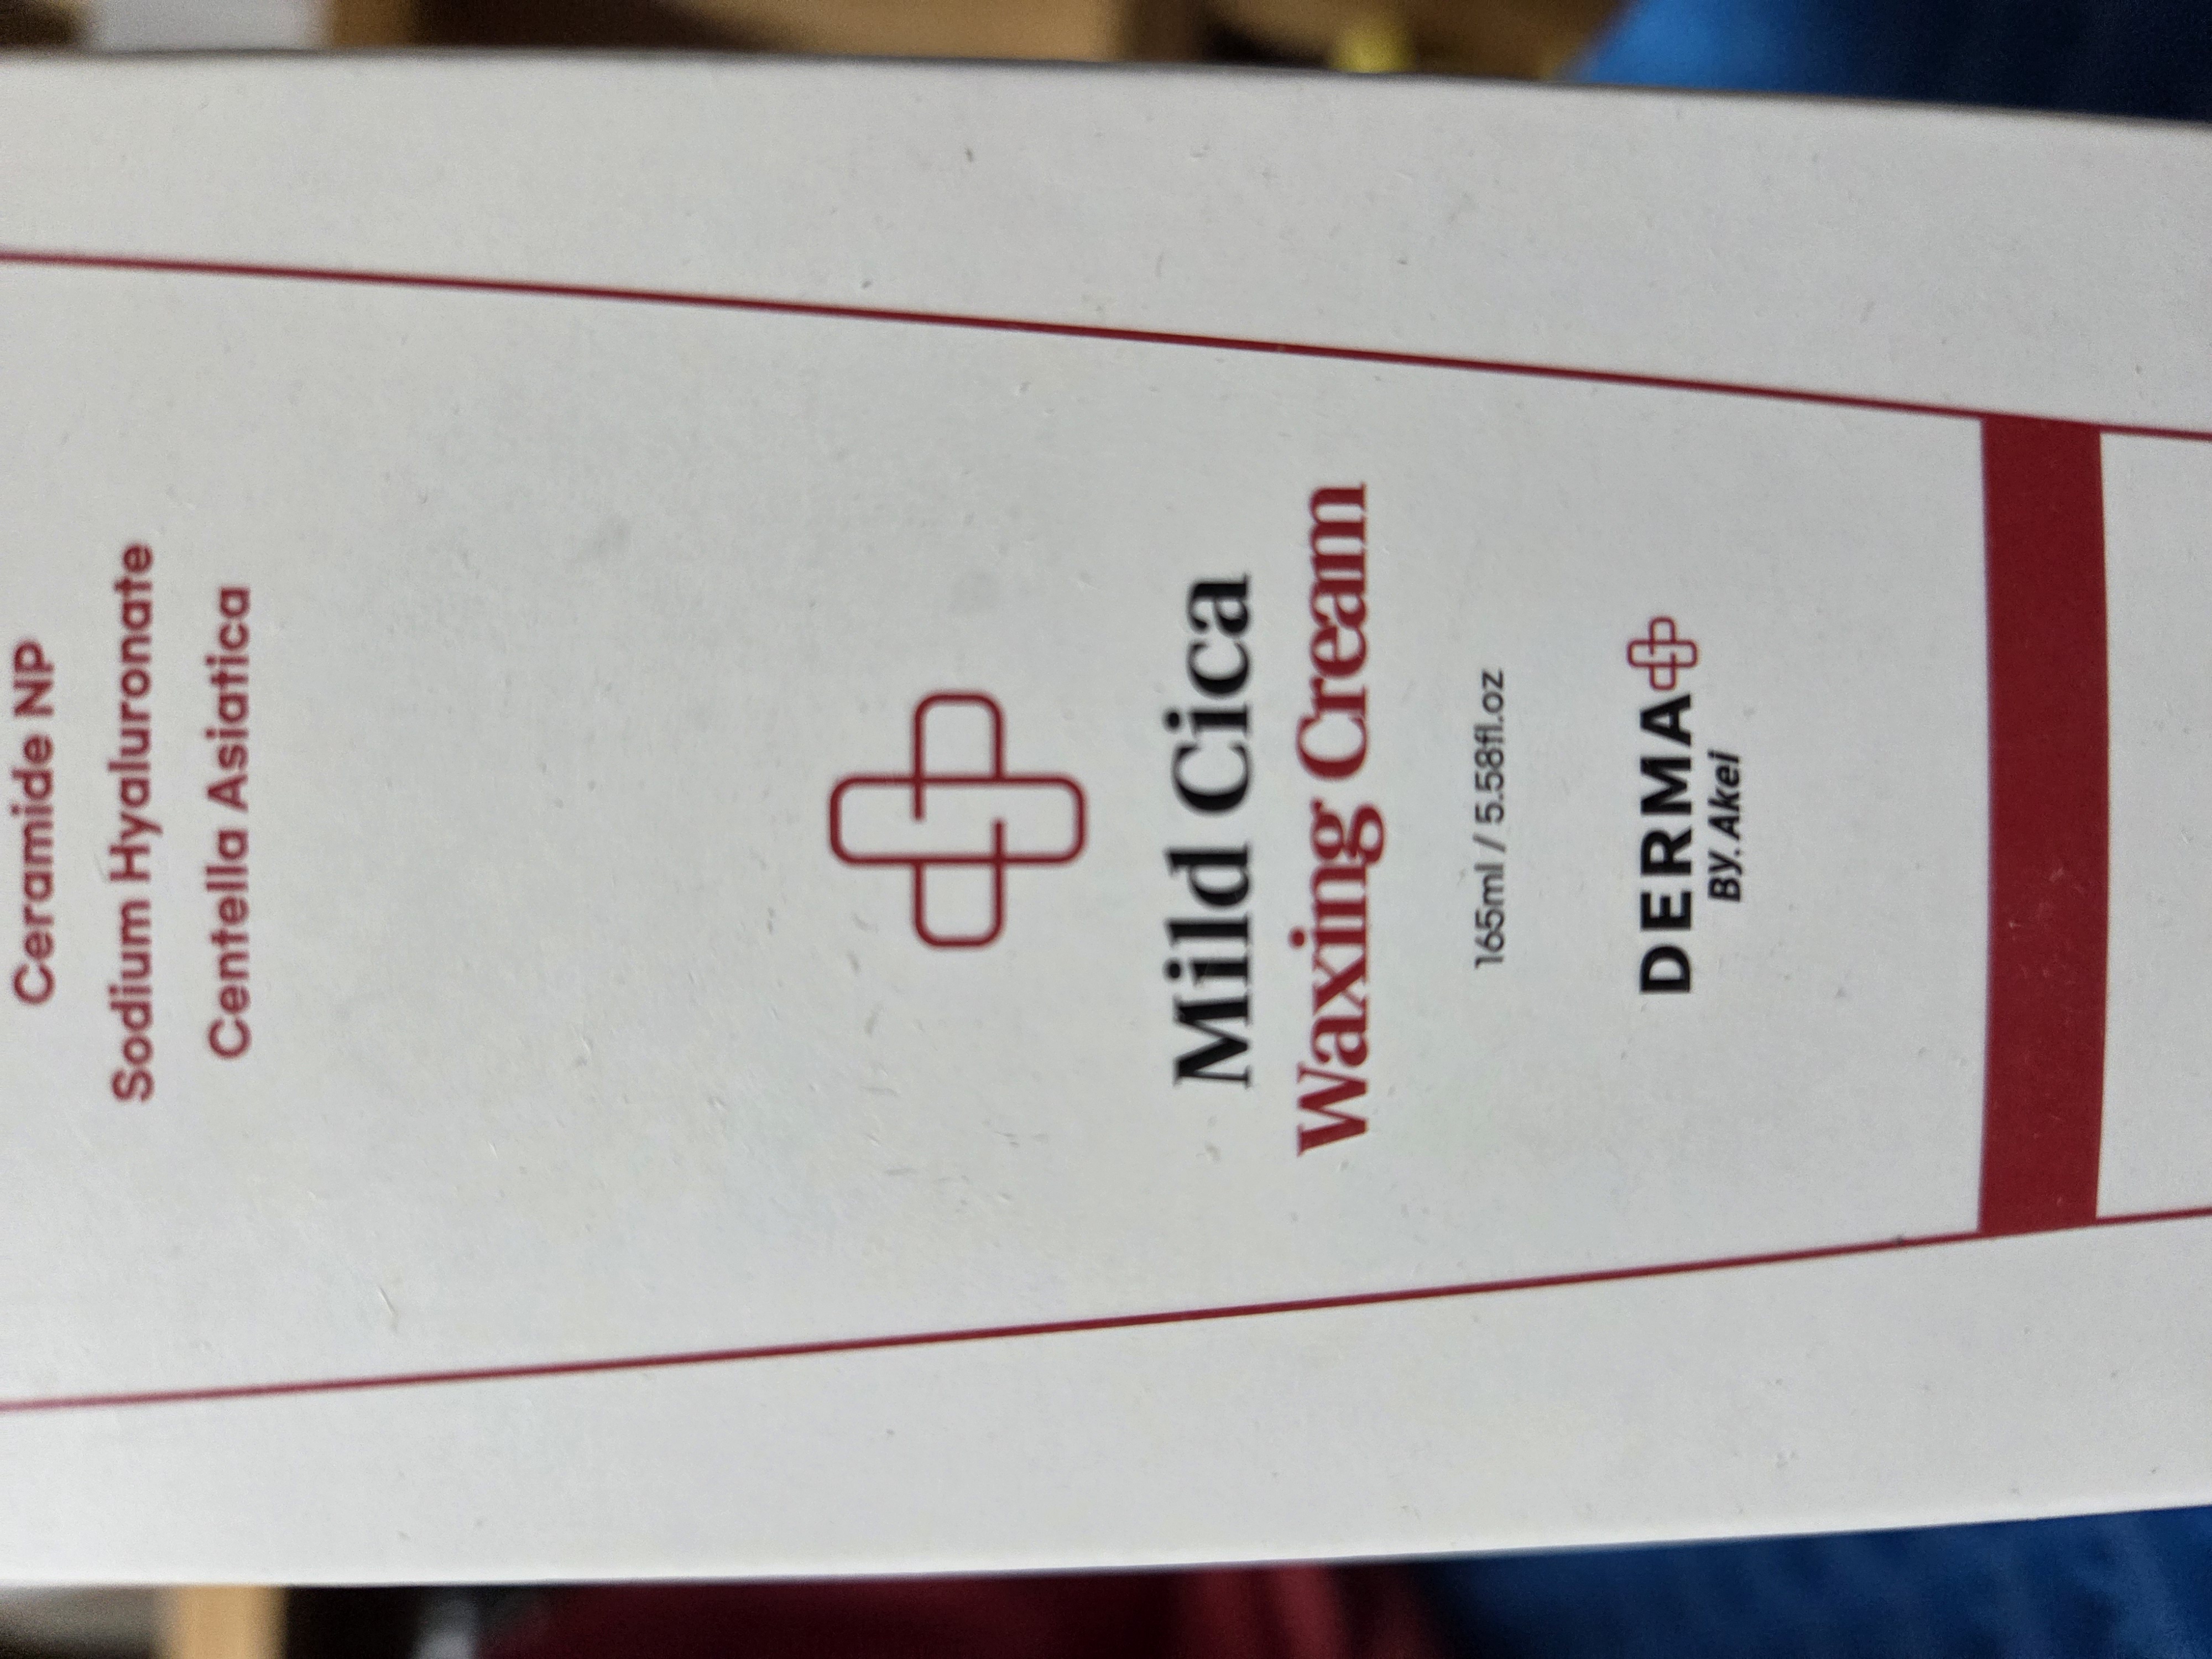 Ceramide NP
Sodium Hyaluronate
Centella Asiatica
Mild Cica
Waxing Cream
165ml / 5.58fl.oz
DERMA
By.Akei